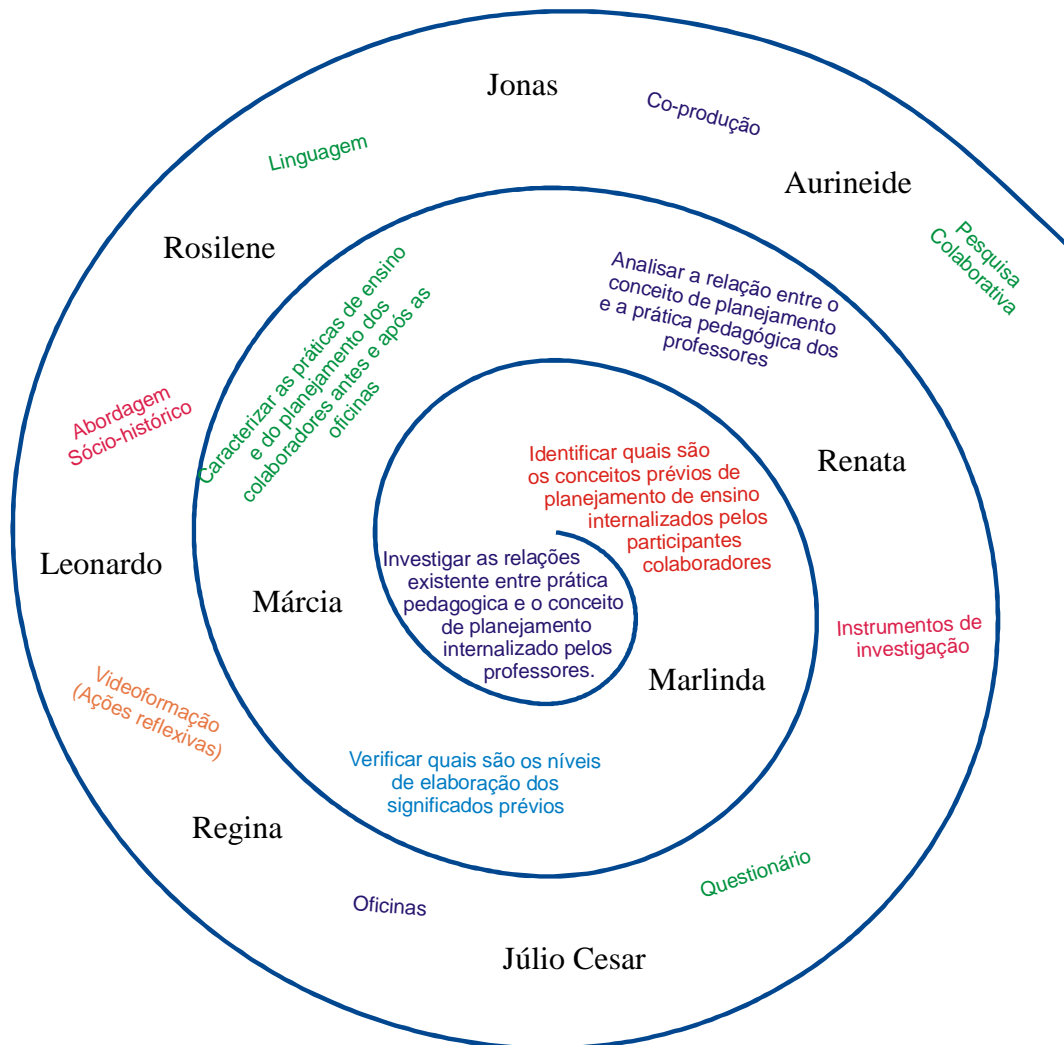 Jonas
Co-produção
Linguagem
Aurineide
Rosilene
Pesquisa
Colaborativa
Analisar a relação entre o
conceito de planejamento
e a prática pedagógica dos
professores
Caracterizar as práticas de ensino
e do planejamento dos
colaboradores antes e após as
oficinas
Abordagem
Sócio-histórico
Renata
Identificar quais são
os conceitos prévios de
planejamento de ensino
internalizados pelos
participantes
colaboradores
Leonardo
Márcia
Investigar as relações
existente entre prática
pedagogica e o conceito
de planejamento
internalizado pelos
professores.
Instrumentos de
investigação
Marlinda
Videoformação
(Ações reflexivas)
Verificar quais são os níveis
de elaboração dos
significados prévios
Regina
Questionário
Oficinas
Júlio Cesar